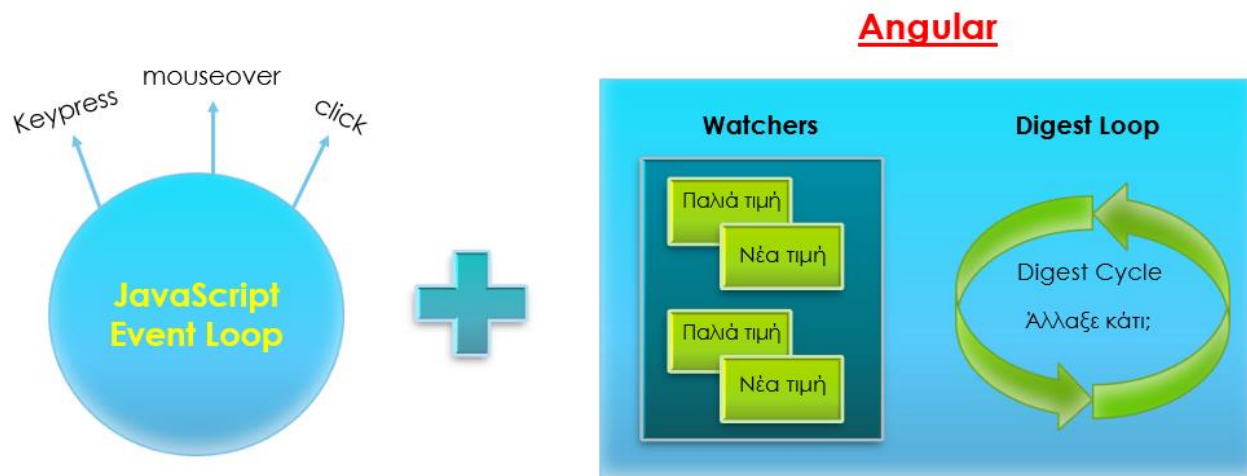 Angular
Keypress
mouseover
click
JavaScript
Event Loop
Watchers
Παλιά τιμή
Νέα τιμή
Παλιά τιμή
Νέα τιμή
Digest Loop
Digest Cycle
Άλλαξε κάτι;